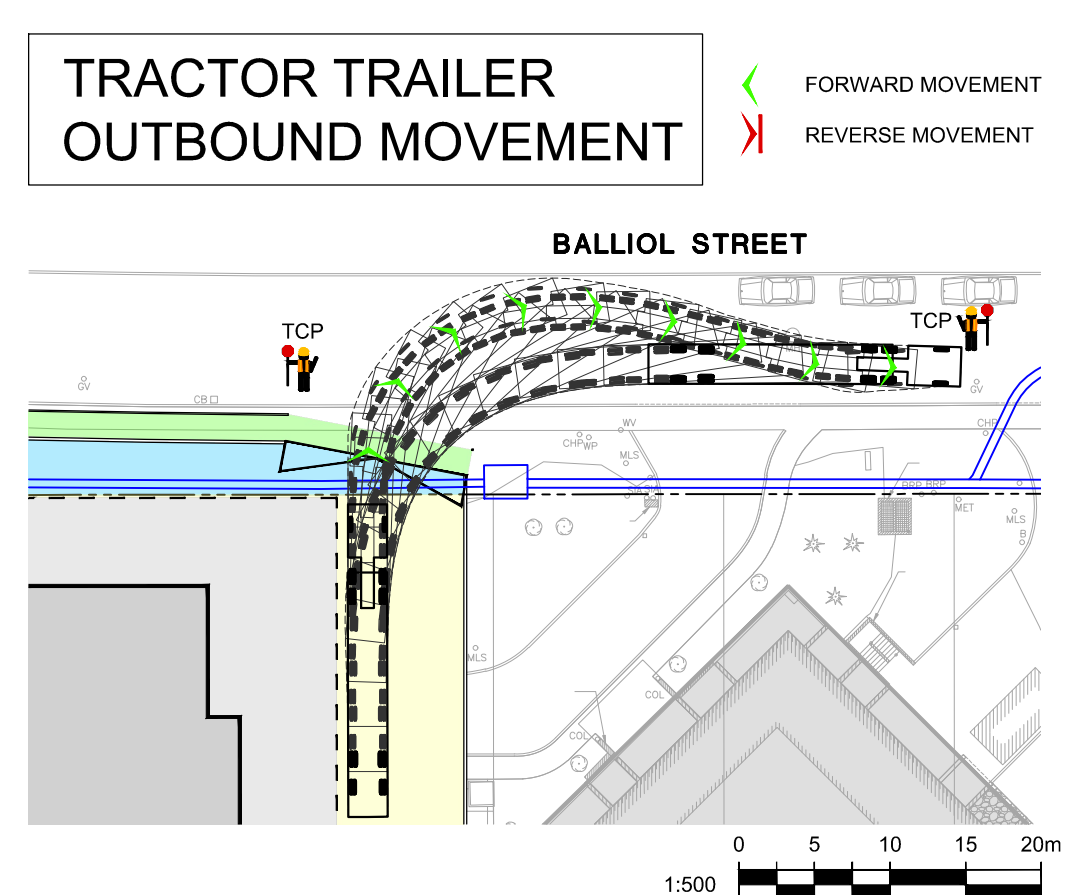 TRACTOR TRAILER
OUTBOUND MOVEMENT
FORWARD MOVEMENT
REVERSE MOVEMENT
BALLIOL STREET
TCP
TCP
GV
GV
CB
WV
CHP
WP
CHP
MLS
BRP BRP
MET
MLS
B
MLS
COL
COL
0 5 10 15 20m
1:500